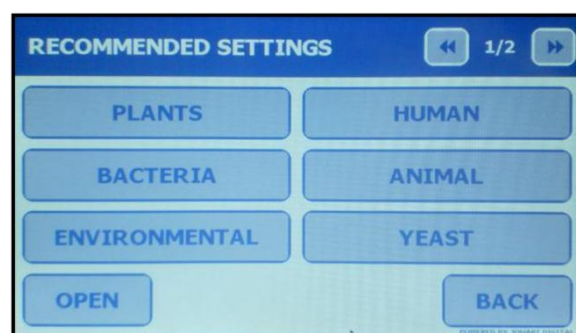 RECOMMENDED SETTINGS 1/2
PLANTS HUMAN
BACTERIA ANIMAL
ENVIRONMENTAL YEAST
OPEN BACK